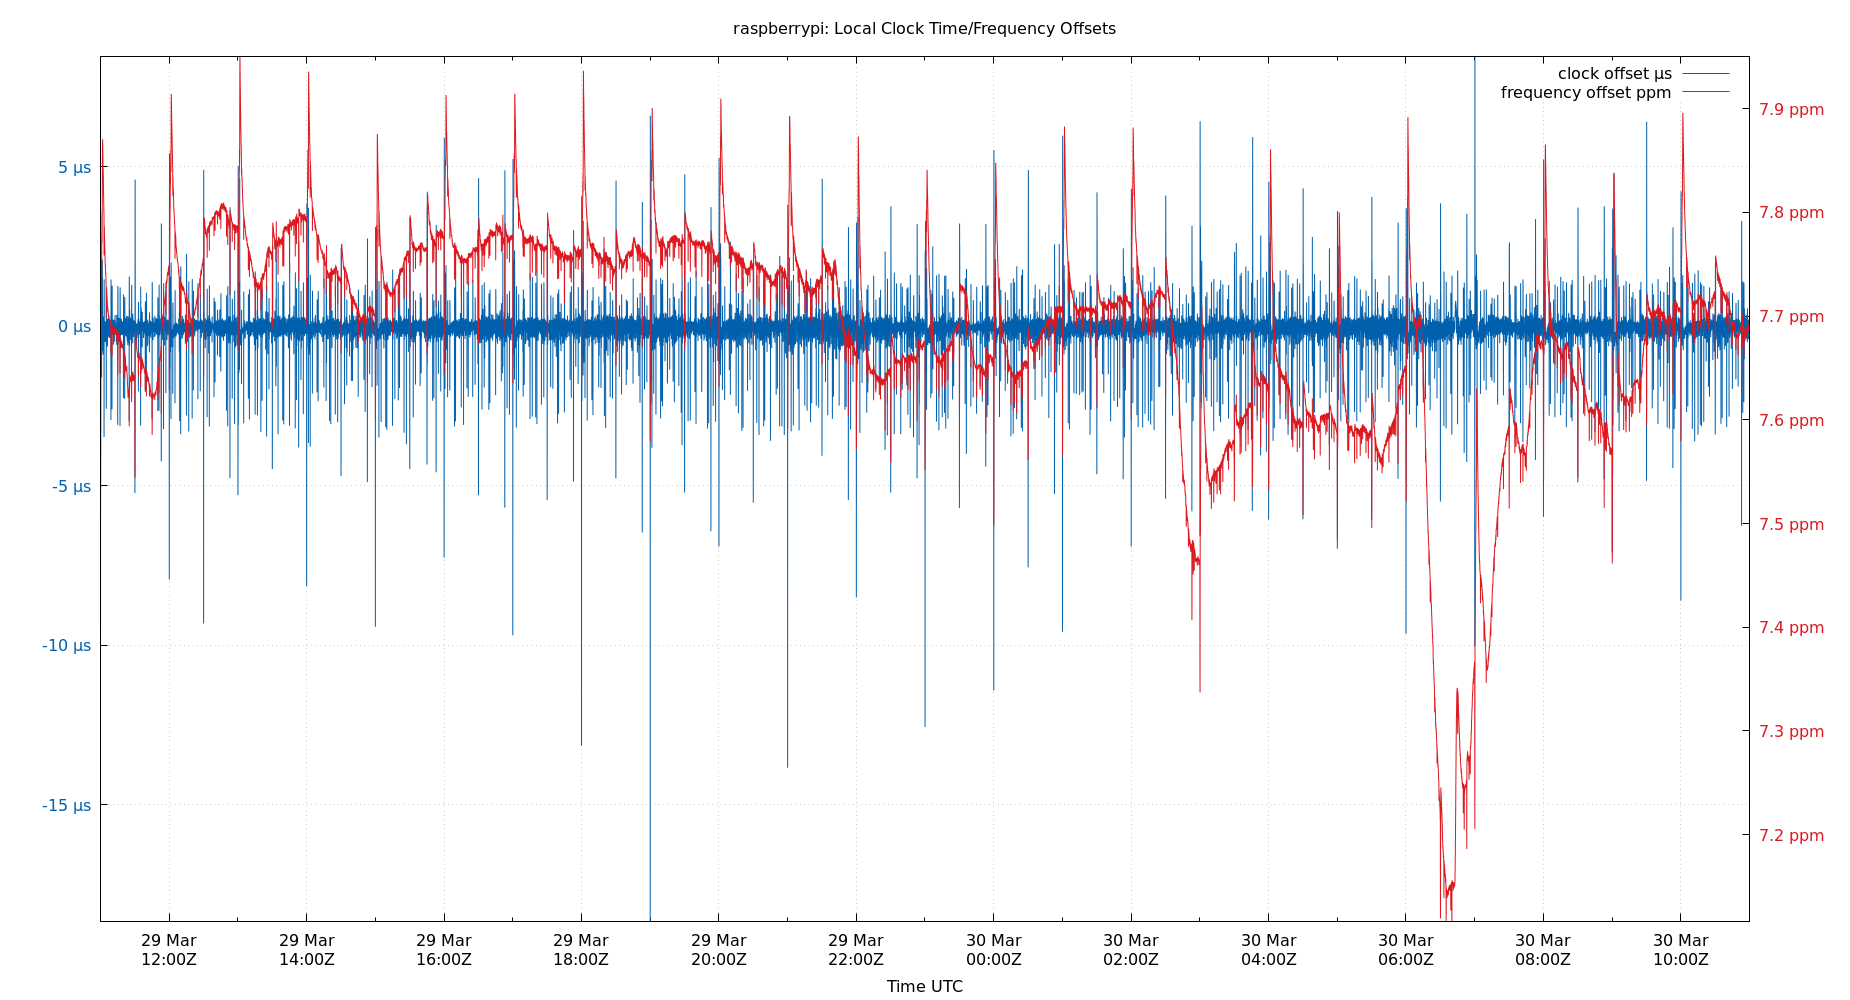 raspberrypi: Local Clock Time/Frequency Offsets
clock offset µs
frequency offset ppm
5 µs
0 µs
-5 µs
-10 µs
-15 µs
7.9 ppm
7.8 ppm
7.7 ppm
7.6 ppm
7.5 ppm
7.4 ppm
7.3 ppm
7.2 ppm
29 Mar 29 Mar 29 Mar 29 Mar 29 Mar 29 Mar 30 Mar 30 Mar 30 Mar 30 Mar 30 Mar 30 Mar
12:00Z 14:00Z 16:00Z 18:00Z 20:00Z 22:00Z 00:00Z 02:00Z 04:00Z 06:00Z 08:00Z 10:00Z
Time UTC